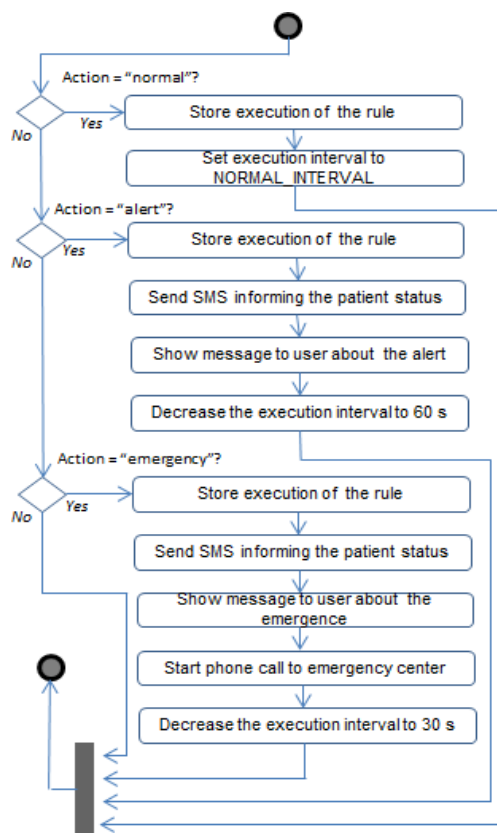 Action = “normal”?
Yes
No
Store execution of the rule
Set execution interval to
NORMAL_INTERVAL
Action = “alert”?
Yes
No
Store execution of the rule
Send SMS informing the patient status
Show message to user about the alert
Decrease the execution interval to 60 s
Action = “emergency”?
Yes
No
Store execution of the rule
Send SMS informing the patient status
Show message to user about the
emergence
Start phone call to emergency center
Decrease the execution interval to 30 s